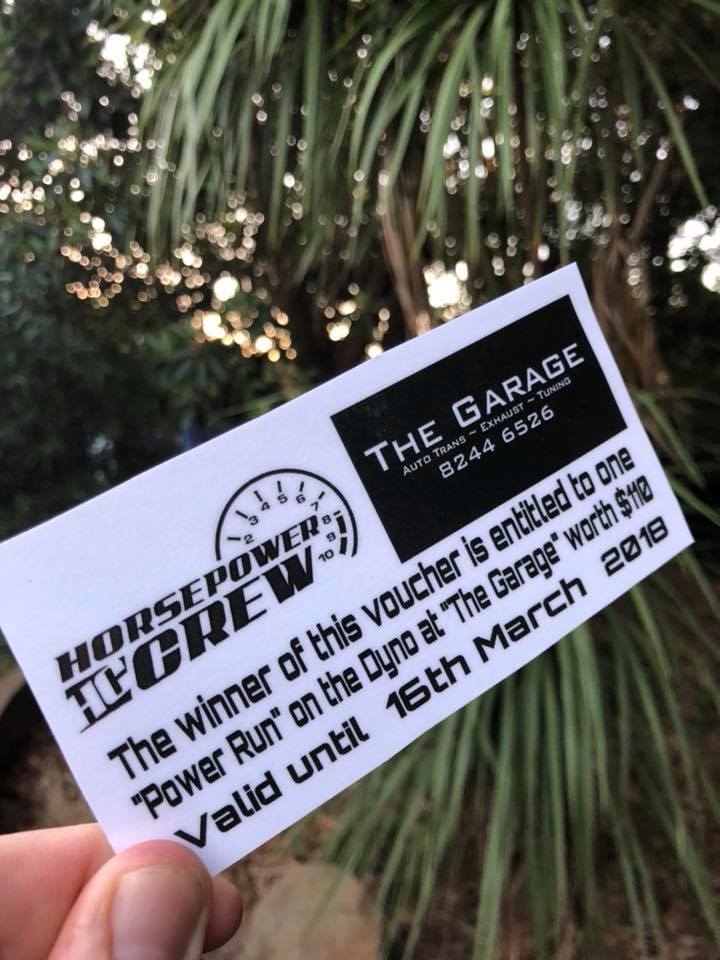 THE GARAGE
AUTO TRANS ~ EXHAUST ~ TUNING
8244 6526
2 3 4 5 6 7 8 9 10
HORSEPOWER
CREW
The winner of this voucher is entitled to one
"Power Run" on the Dyno at "The Garage" worth $110
Valid until 16th March 2018